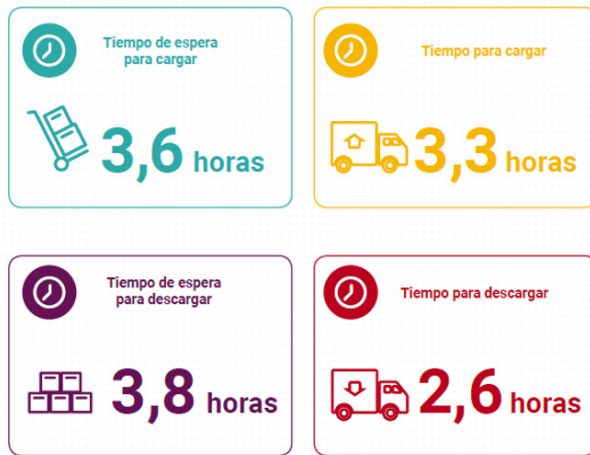 Tiempo de espera
para cargar
3,6 horas
Tiempo para cargar
3,3 horas
Tiempo de espera
para descargar
3,8 horas
Tiempo para descargar
2,6 horas